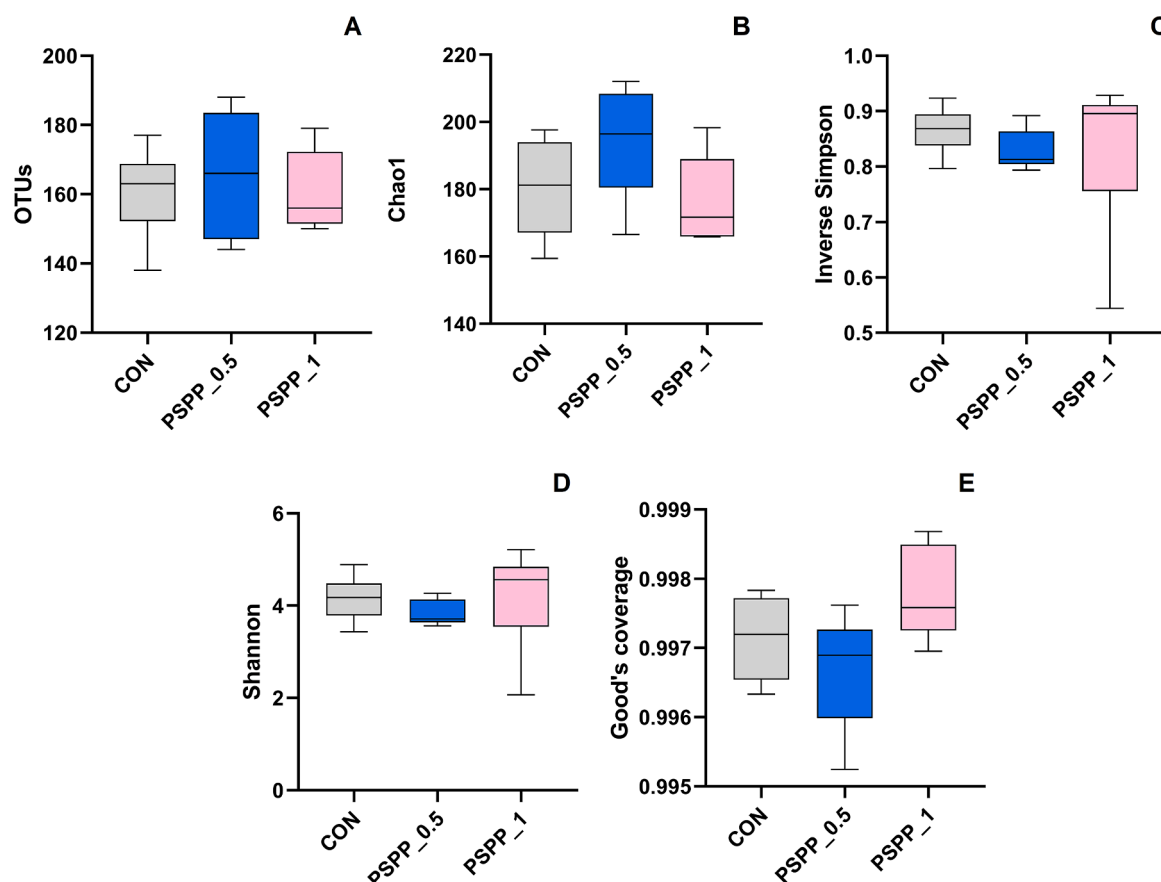 A
OTUs
200
180
160
140
120
CON
PSPP_0.5
PSPP_1
B
Chao1
220
200
180
160
140
CON
PSPP_0.5
PSPP_1
C
Inverse Simpson
1.0
0.9
0.8
0.7
0.6
0.5
CON
PSPP_0.5
PSPP_1
D
Shannon
6
4
2
0
CON
PSPP_0.5
PSPP_1
E
Good's coverage
0.999
0.998
0.997
0.996
0.995
CON
PSPP_0.5
PSPP_1